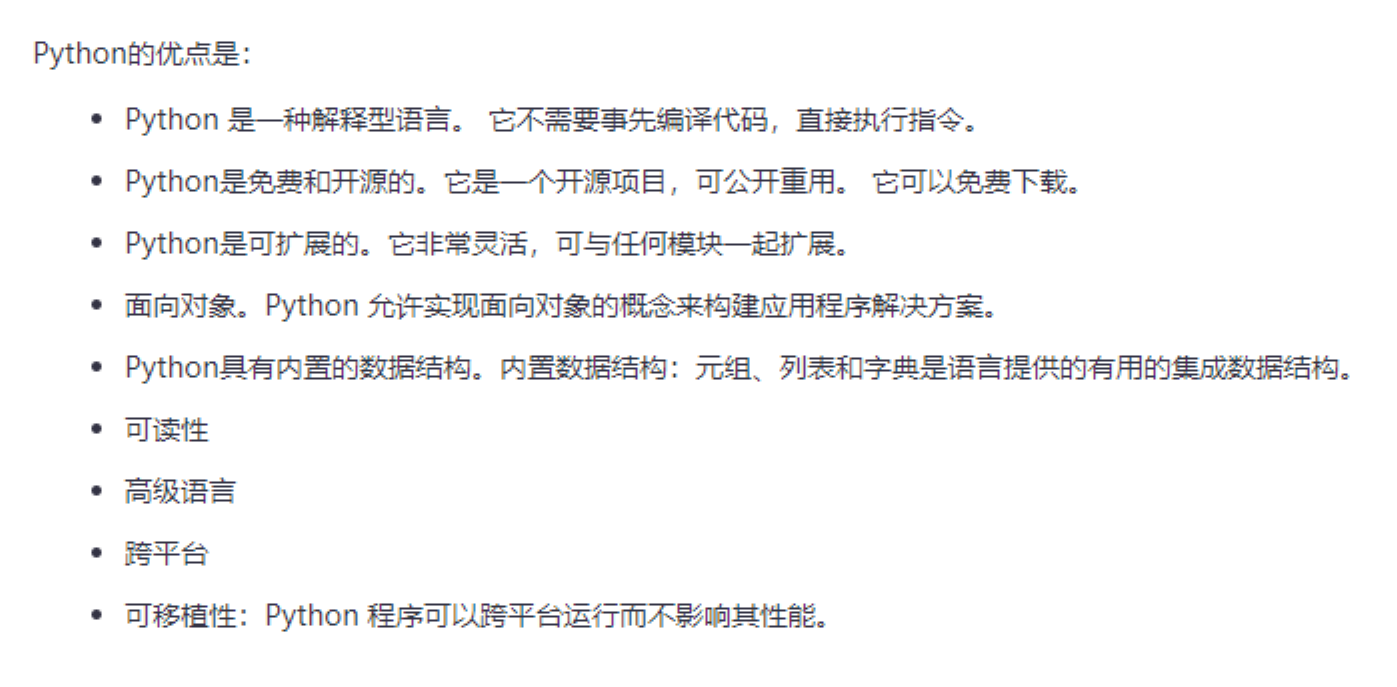 Python的优点是：
• Python 是一种解释型语言。 它不需要事先编译代码，直接执行指令。
• Python是免费和开源的。它是一个开源项目，可公开重用。 它可以免费下载。
• Python是可扩展的。它非常灵活，可与任何模块一起扩展。
• 面向对象。Python 允许实现面向对象的概念来构建应用程序解决方案。
• Python具有内置的数据结构。内置数据结构：元组、列表和字典是语言提供的有用的集成数据结构。
• 可读性
• 高级语言
• 跨平台
• 可移植性：Python 程序可以跨平台运行而不影响其性能。